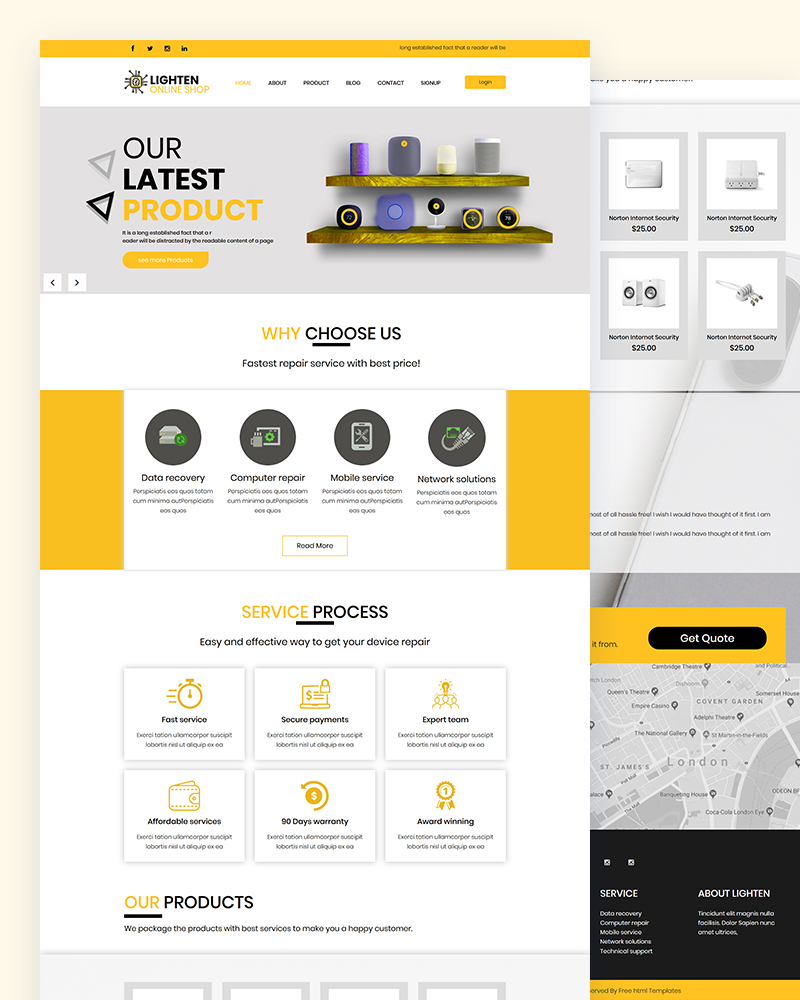 long established fact that a reader will be
LIGHTEN
ONLINE SHOP
HOME
ABOUT
PRODUCT
BLOG
CONTACT
SIGNUP
Login
OUR
LATEST
PRODUCT
It is a long established fact that a r
eader will be distracted by the readable content of a page
see more Products
WHY CHOOSE US
Fastest repair service with best price!
Data recovery
Perspiciatis eos quos totam
cum minima autPerspiciatis
eos quos
Computer repair
Perspiciatis eos quos totam
cum minima autPerspiciatis
eos quos
Mobile service
Perspiciatis eos quos totam
cum minima autPerspiciatis
eos quos
Network solutions
Perspiciatis eos quos totam
cum minima autPerspiciatis
eos quos
Read More
SERVICE PROCESS
Easy and effective way to get your device repair
Fast service
Exerci tation ullamcorper suscipit
lobortis nisl ut aliquip ex ea
Secure payments
Exerci tation ullamcorper suscipit
lobortis nisl ut aliquip ex ea
Expert team
Exerci tation ullamcorper suscipit
lobortis nisl ut aliquip ex ea
Affordable services
Exerci tation ullamcorper suscipit
lobortis nisl ut aliquip ex ea
90 Days warranty
Exerci tation ullamcorper suscipit
lobortis nisl ut aliquip ex ea
Award winning
Exerci tation ullamcorper suscipit
lobortis nisl ut aliquip ex ea
OUR PRODUCTS
We package the products with best services to make you a happy customer.
you a happy customer.
Norton Internet Security
$25.00
Norton Internet Security
$25.00
Norton Internet Security
$25.00
Norton Internet Security
$25.00
most of all hassle free! I wish I would have thought of it first. I am
most of all hassle free! I wish I would have thought of it first. I am
it from.
Get Quote
Cambridge Theatre
and Political
Dishoom
Queen's Theatre
Somerset House
COVENT GARDEN
Empire Casino
Adelphi Theatre
The National Gallery
St Martin-in-the-Fields
Piccadilly
London
ST. JAMES'S
Pall Mall
The Mall
Banqueting House
ODEON BF
Coca-Cola London Eye
SERVICE
Data recovery
Computer repair
Mobile service
Network solutions
Technical support
ABOUT LIGHTEN
Tincidunt elit magnis nulla
facilisis. Dolor Sapien nunc
amet ultrices,
By Free html Templates